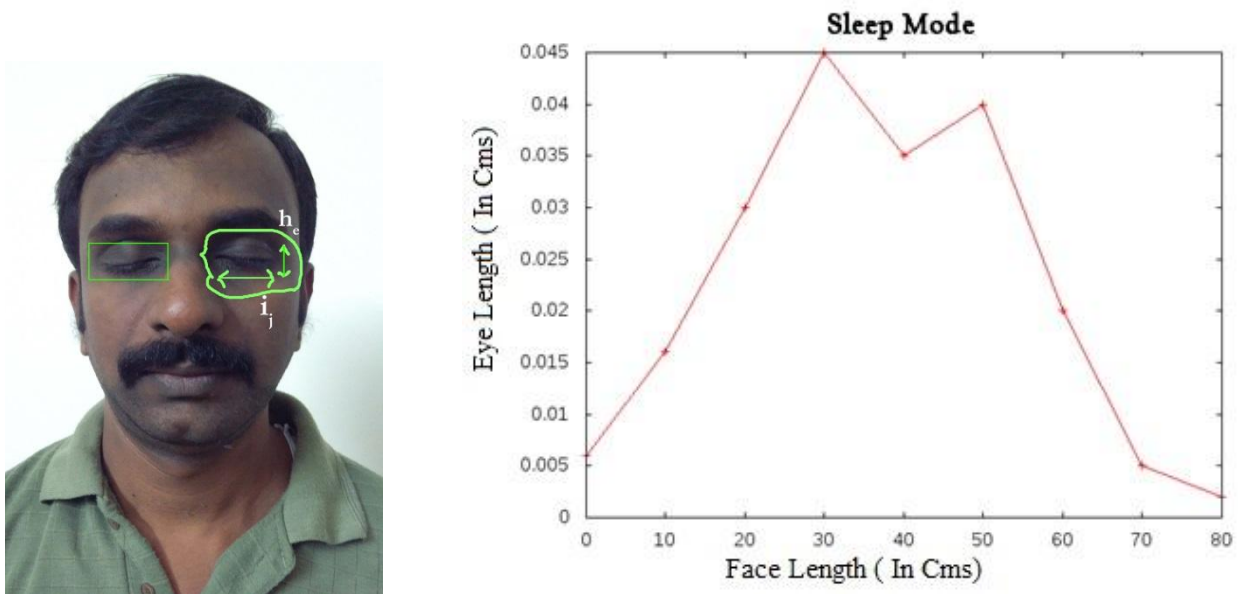 h_e
i_j
Sleep Mode
Eye Length ( In Cms)
0.045
0.04
0.035
0.03
0.025
0.02
0.015
0.01
0.005
0
0 10 20 30 40 50 60 70 80
Face Length ( In Cms)